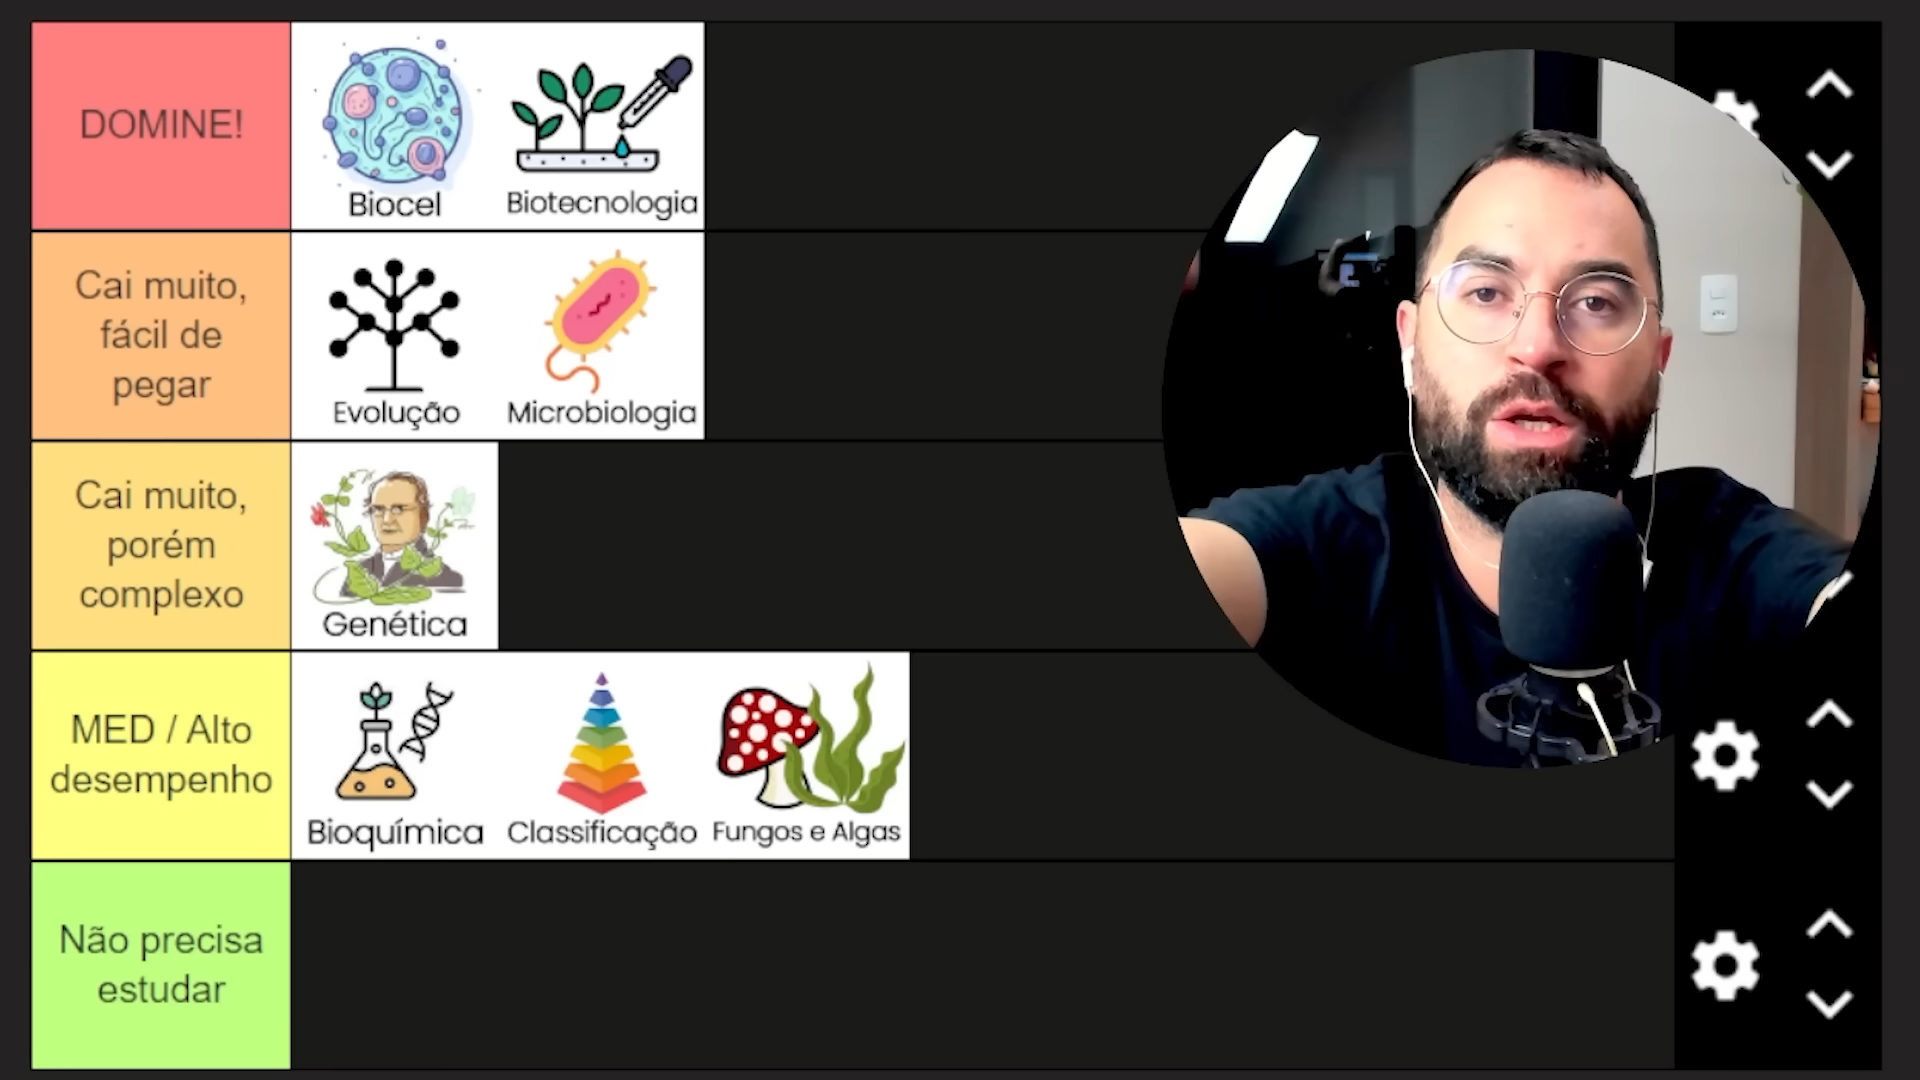 DOMINE!
Biocel
Biotecnologia
Cai muito,
fácil de
pegar
Evolução
Microbiologia
Cai muito,
porém
complexo
Genética
MED / Alto
desempenho
Bioquímica
Classificação
Fungos e Algas
Não precisa
estudar